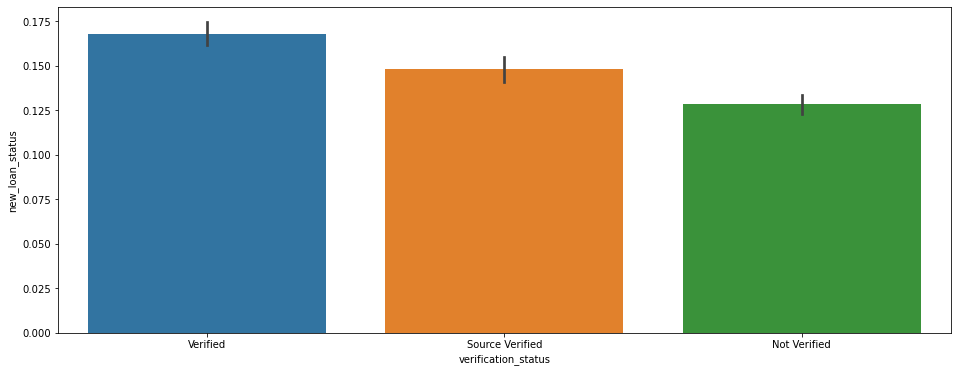 0.175
0.150
0.125
0.100
0.075
0.050
0.025
0.000
new_loan_status
Verified
Source Verified
Not Verified
verification_status